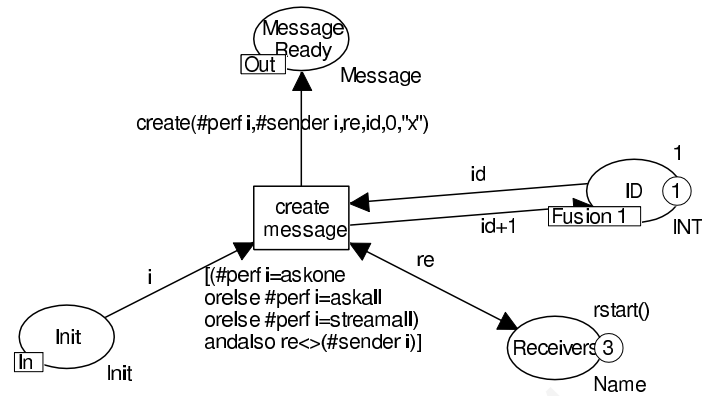 Message
Ready
Out
Message
create(#perf i,#sender i,re,id,0,"x")
1
id
ID
1
Fusion 1
INT
id+1
create
message
re
i
[(#perf i=askone
orelse #perf i=askall
orelse #perf i=streamall)
andalso re<>(#sender i)]
rstart()
Init
In
Init
Receivers
3
Name